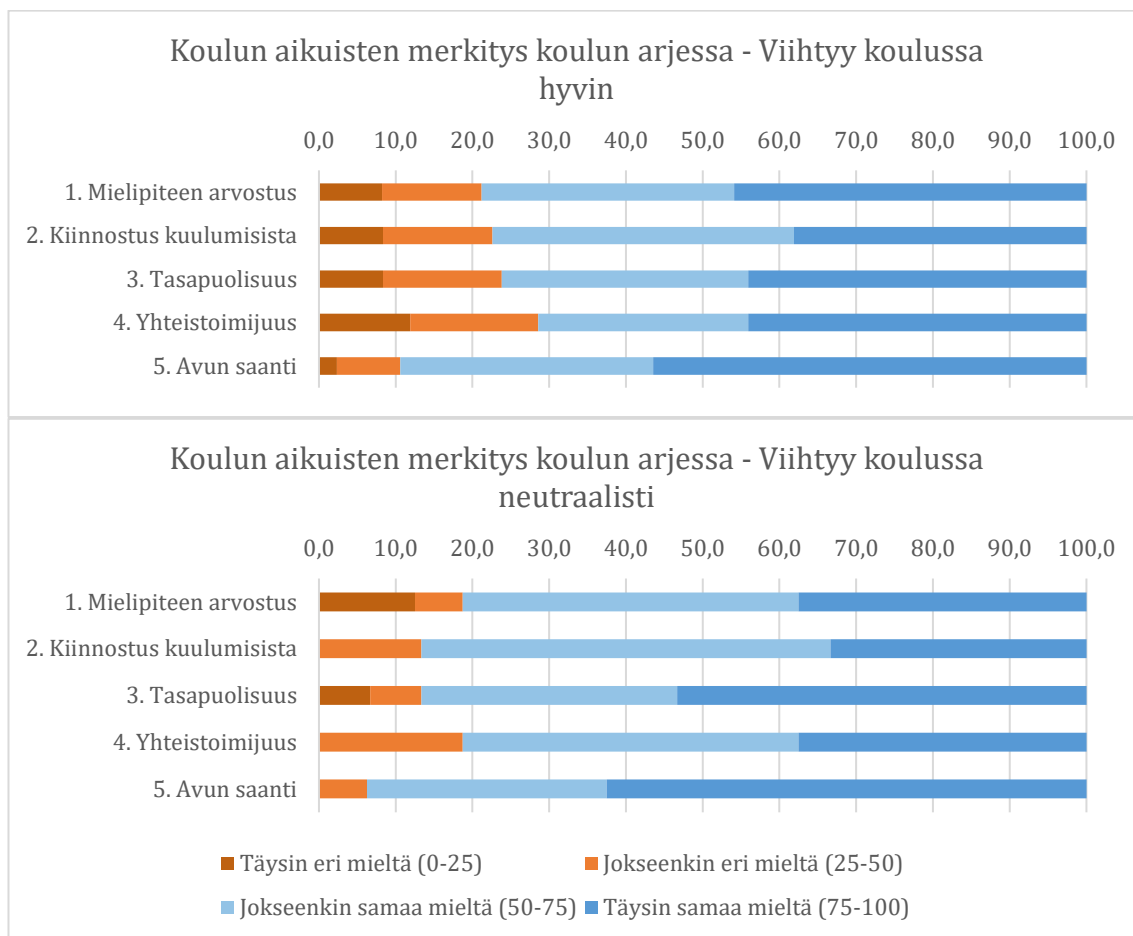 Koulun aikuisten merkitys koulun arjessa - Viihtyy koulussa
hyvin
0,0 10,0 20,0 30,0 40,0 50,0 60,0 70,0 80,0 90,0 100,0
1. Mielipiteen arvostus
2. Kiinnostus kuulumisista
3. Tasapuolisuus
4. Yhteistoimijuus
5. Avun saanti
Koulun aikuisten merkitys koulun arjessa - Viihtyy koulussa
neutraalisti
0,0 10,0 20,0 30,0 40,0 50,0 60,0 70,0 80,0 90,0 100,0
1. Mielipiteen arvostus
2. Kiinnostus kuulumisista
3. Tasapuolisuus
4. Yhteistoimijuus
5. Avun saanti
Täysin eri mieltä (0-25) Jokseenkin eri mieltä (25-50)
Jokseenkin samaa mieltä (50-75) Täysin samaa mieltä (75-100)